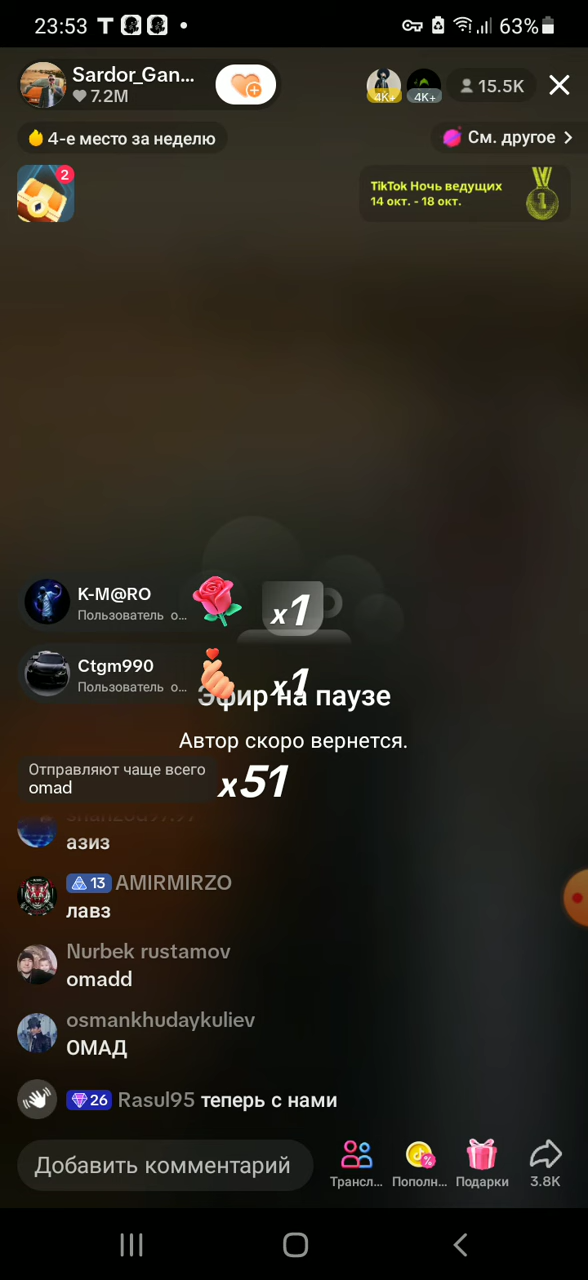 23:53
63%
Sardor_Gan...
7.2M
4K+
4K+
15.5K
4-е место за неделю
См. другое
2
TikTok Ночь ведущих
14 окт. - 18 окт.
1
K-M@RO
Пользователь о...
x1
Ctgm990
Пользователь о...
x1
Эфир на паузе
Автор скоро вернется.
Отправляют чаще всего
omad
x51
азиз
13 AMIRMIRZO
лавз
Nurbek rustamov
omadd
osmankhudaykuliev
ОМАД
26 Rasul95 теперь с нами
Добавить комментарий
Трансл...
Пополн...
Подарки
3.8K